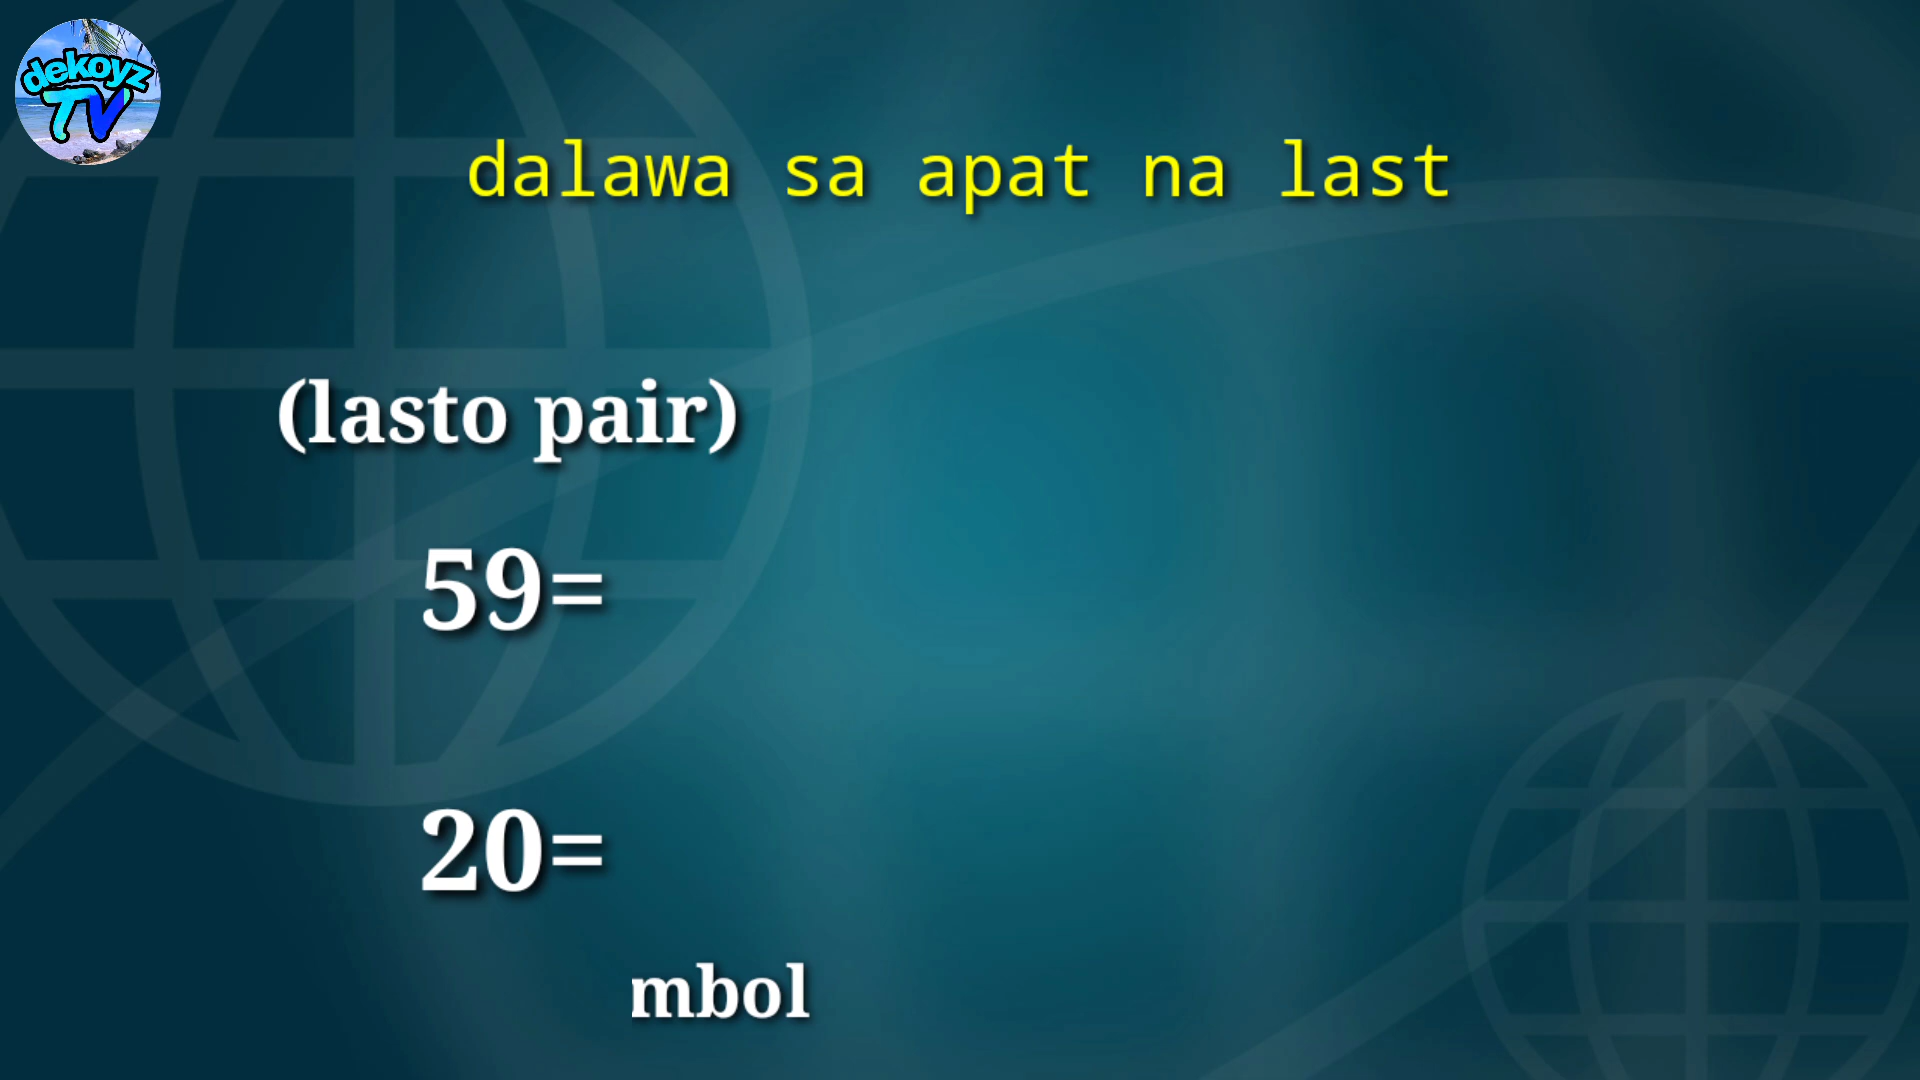 dekoyz
TV
dalawa sa apat na last
(lasto pair)
59=
20=
mbol